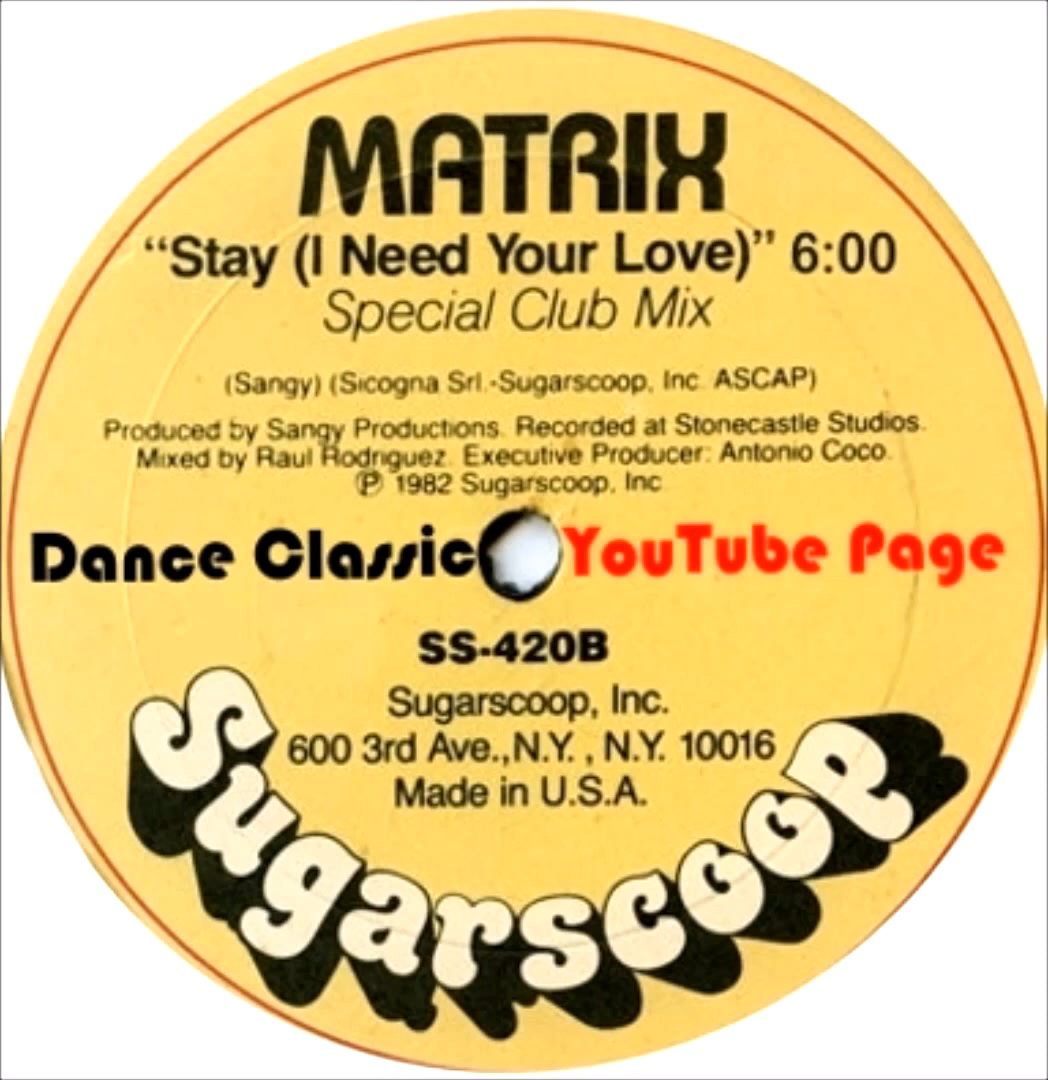 MATRIX
“Stay (I Need Your Love)” 6:00
Special Club Mix
(Sangy) (Sicogna Srl.-Sugarscoop, Inc. ASCAP)
Produced by Sangy Productions. Recorded at Stonecastle Studios.
Mixed by Raul Rodriguez. Executive Producer: Antonio Coco.
Ⓟ 1982 Sugarscoop, Inc.
Dance Classic YouTube Page
SS-420B
Sugarscoop, Inc.
600 3rd Ave.,N.Y. , N.Y. 10016
Made in U.S.A.
Sugarscoop